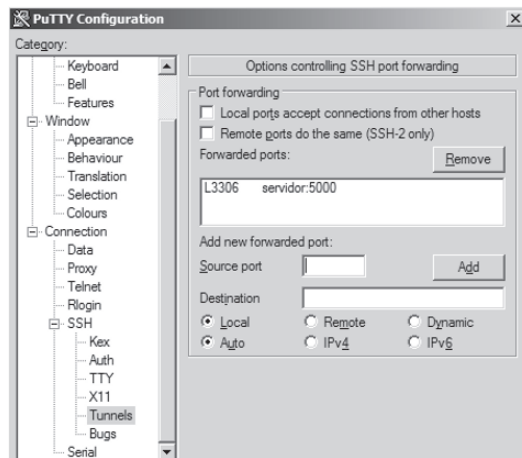 PuTTY Configuration
Category:
Keyboard
Bell
Features
Window
Appearance
Behaviour
Translation
Selection
Colours
Connection
Data
Proxy
Telnet
Rlogin
SSH
Kex
Auth
TTY
X11
Tunnels
Bugs
Serial
Options controlling SSH port forwarding
Port forwarding
Local ports accept connections from other hosts
Remote ports do the same (SSH-2 only)
Forwarded ports: Remove
L3306 servidor:5000
Add new forwarded port:
Source port Add
Destination
Local Remote Dynamic
Auto IPv4 IPv6